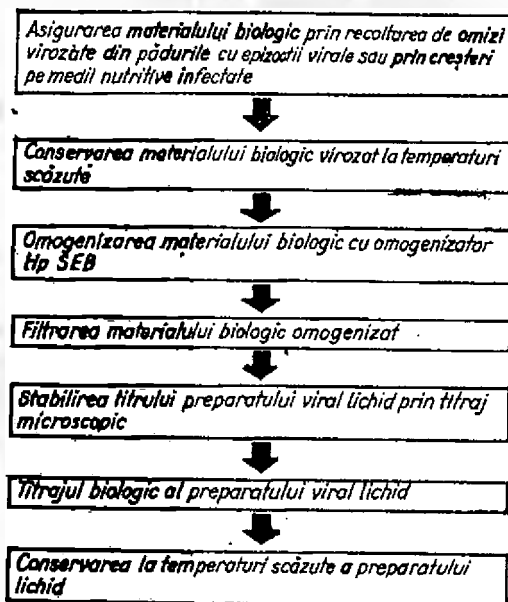 Asigurarea materialului biologic prin recoltarea de omizi
virozate din pădurile cu epizotii virale sau prin creșteri
pe medii nutritive infectate
Conservarea materialului biologic virozat la temperaturi
scăzute
Omogenizarea materialului biologic cu omogenizator
tip SEB
Filtrarea materialului biologic omogenizat
Stabilirea titrului preparatului viral lichid prin titraj
microscopic
Titrajul biologic al preparatului viral lichid
Conservarea la temperaturi scăzute a preparatului
lichid